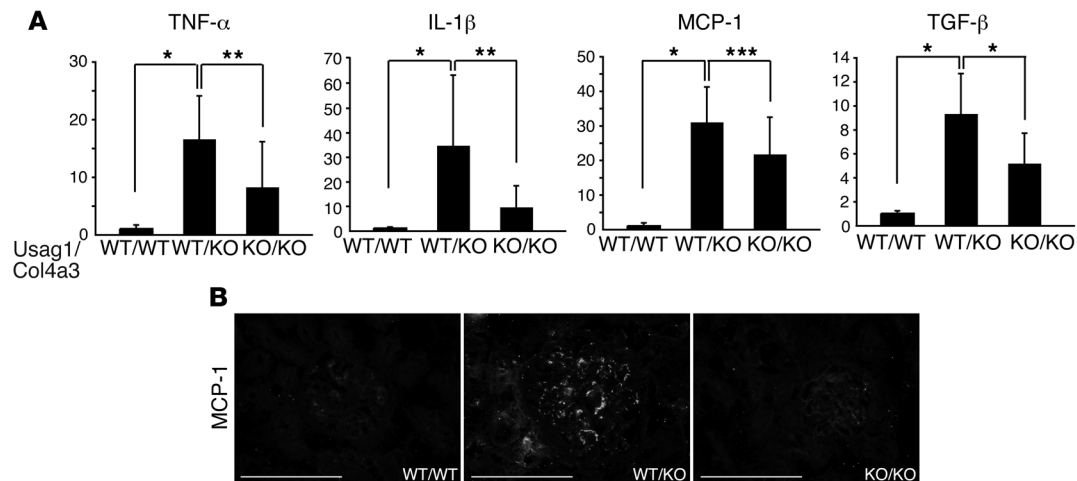 A
TNF-α
IL-1β
MCP-1
TGF-β
* **
* **
* ***
* *
30
20
10
0
70
60
50
40
30
20
10
0
50
40
30
20
10
0
14
12
10
8
6
4
2
0
Usag1/
Col4a3
WT/WT WT/KO KO/KO
WT/WT WT/KO KO/KO
WT/WT WT/KO KO/KO
WT/WT WT/KO KO/KO
B
MCP-1
WT/WT
WT/KO
KO/KO